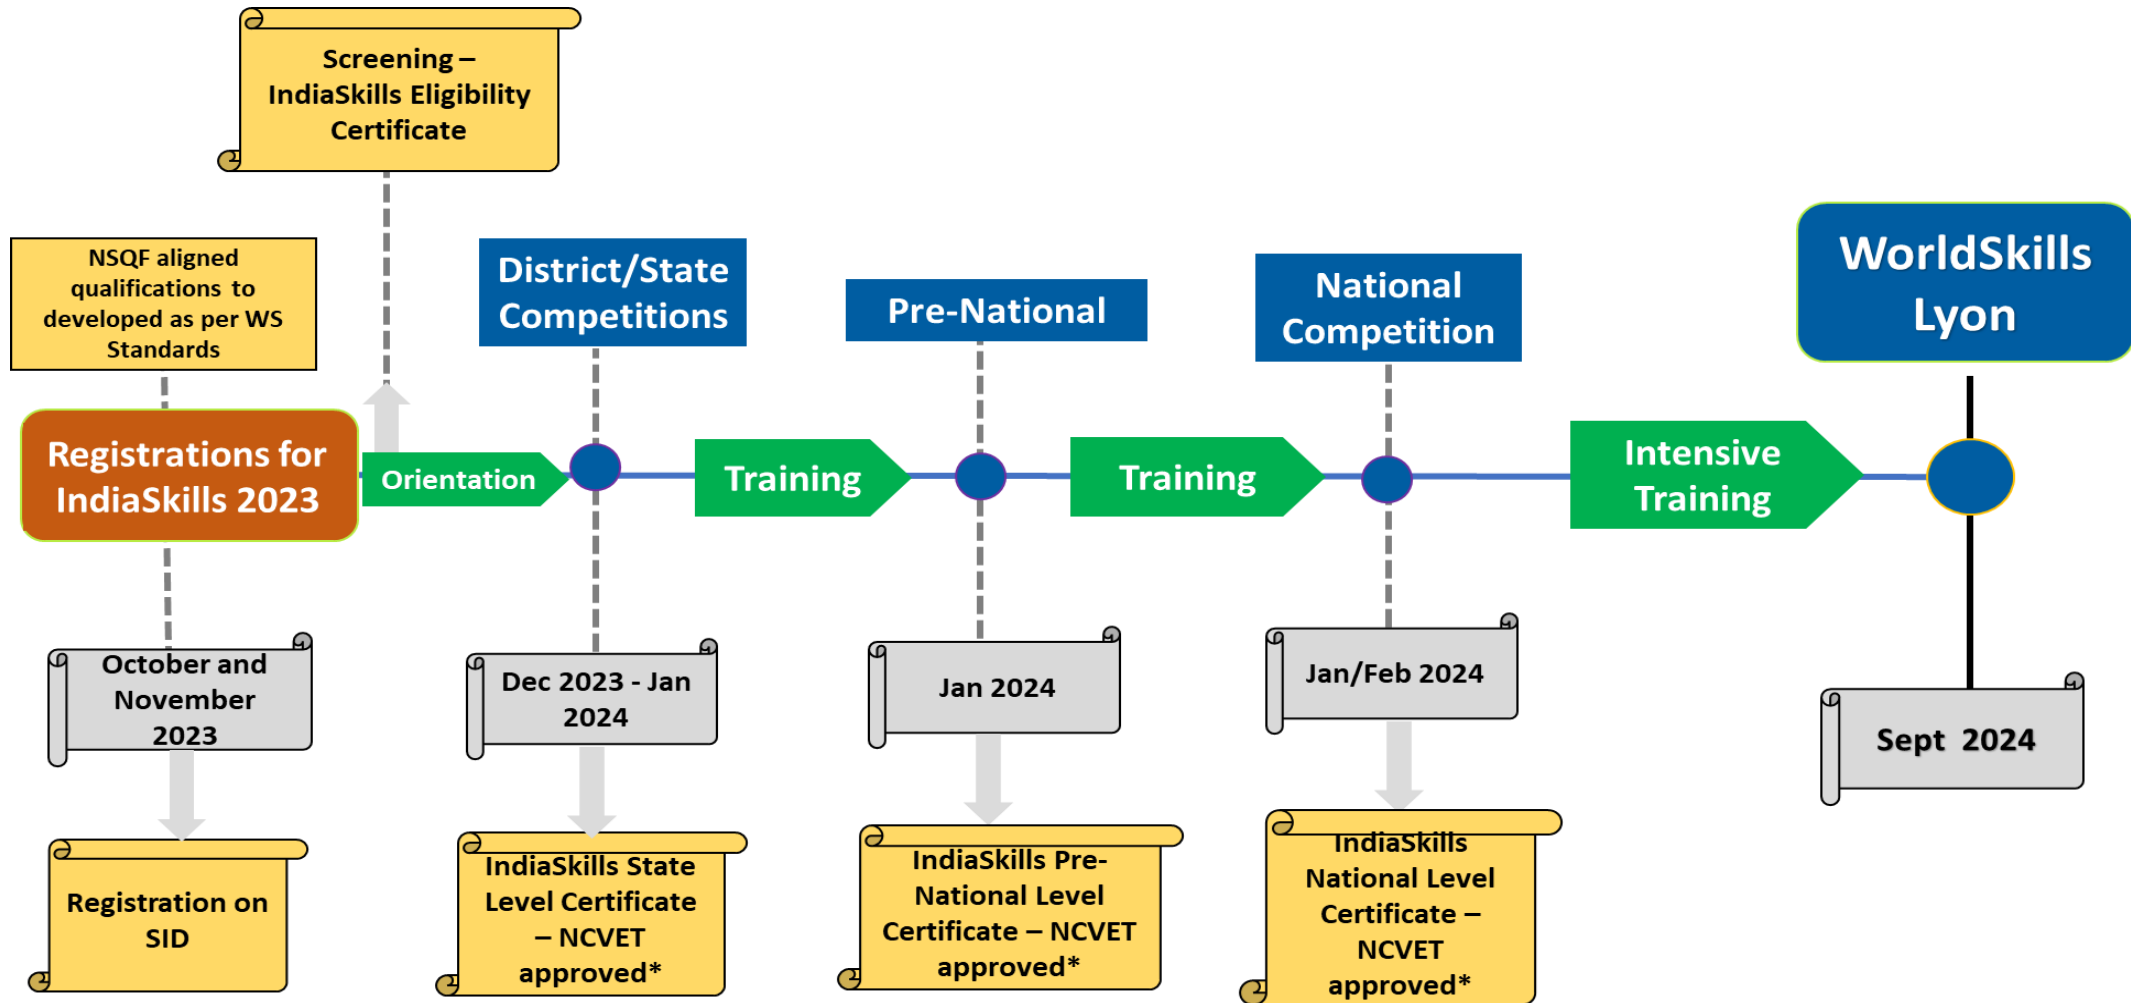 Screening –
IndiaSkills Eligibility
Certificate
NSQF aligned
qualifications to
developed as per WS
Standards
District/State
Competitions
Pre-National
National
Competition
WorldSkills
Lyon
Registrations for
IndiaSkills 2023
Orientation
Training
Training
Intensive
Training
October and
November
2023
Dec 2023 - Jan
2024
Jan 2024
Jan/Feb 2024
Sept 2024
Registration on
SID
IndiaSkills State
Level Certificate
– NCVET
approved*
IndiaSkills Pre-
National Level
Certificate – NCVET
approved*
IndiaSkills
National Level
Certificate –
NCVET
approved*